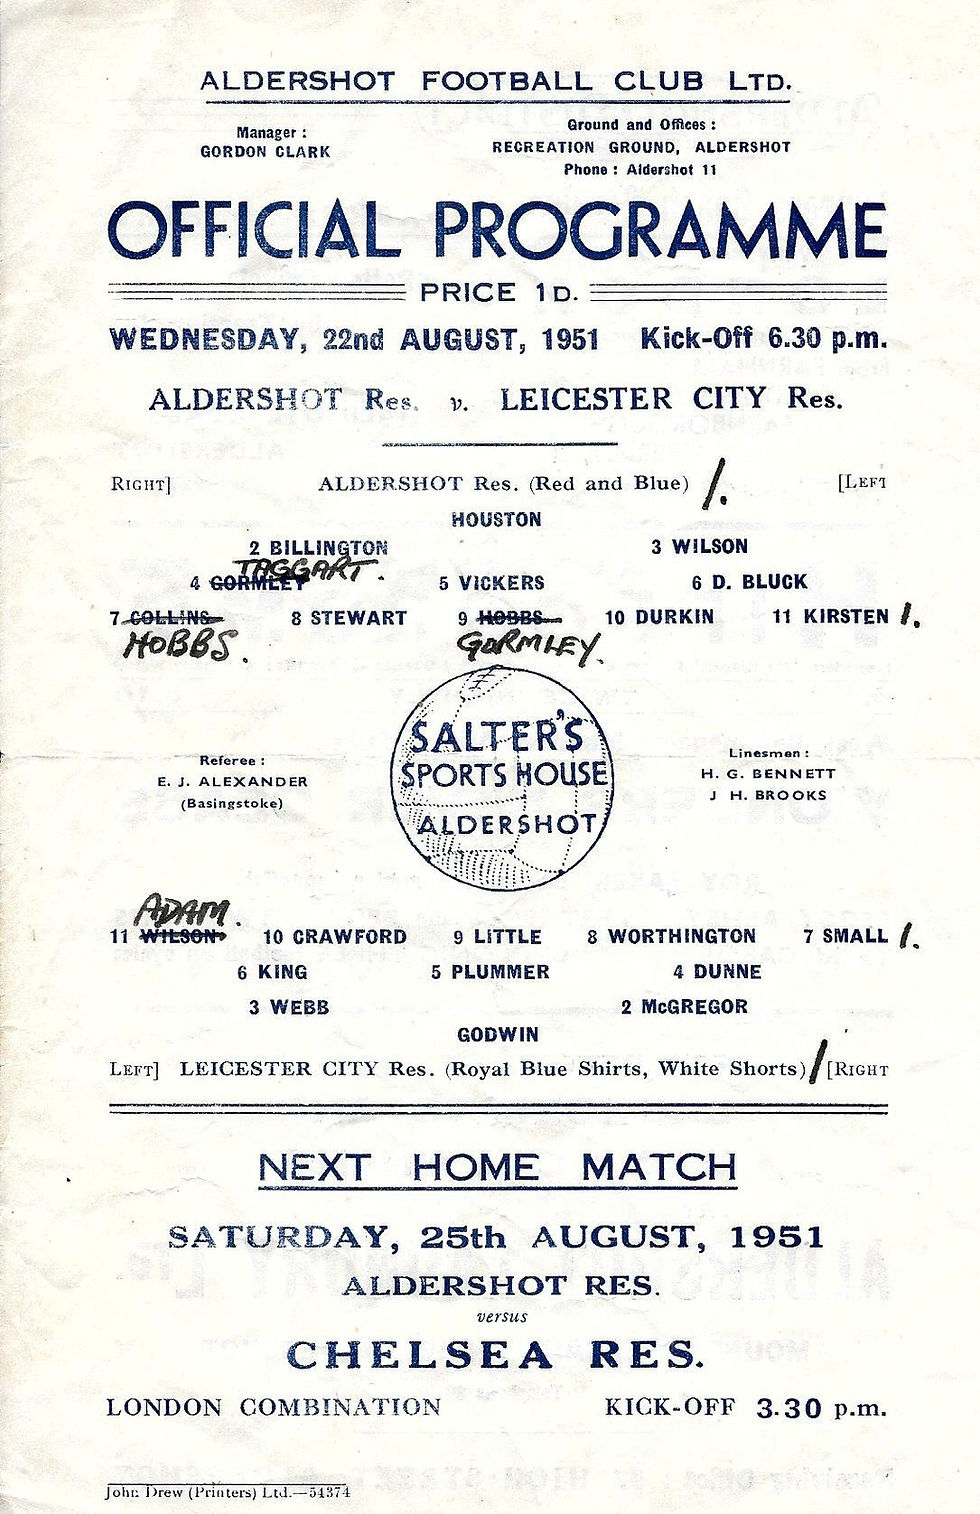 ALDERSHOT FOOTBALL CLUB LTD.
Manager :
GORDON CLARK
Ground and Offices :
RECREATION GROUND, ALDERSHOT
Phone : Aldershot 11
OFFICIAL PROGRAMME
PRICE 1D.
WEDNESDAY, 22nd AUGUST, 1951 Kick-Off 6.30 p.m.
ALDERSHOT Res. v. LEICESTER CITY Res.
RIGHT] ALDERSHOT Res. (Red and Blue) 1. [LEFT
HOUSTON
2 BILLINGTON 3 WILSON
TAGGART.
4 GORMLEY 5 VICKERS 6 D. BLUCK
7 COLLINS 8 STEWART 9 HOBBS 10 DURKIN 11 KIRSTEN 1.
HOBBS. GORMLEY.
SALTER'S
SPORTS HOUSE
ALDERSHOT
Referee :
E. J. ALEXANDER
(Basingstoke)
Linesmen :
H. G. BENNETT
J H. BROOKS
ADAM.
11 WILSON 10 CRAWFORD 9 LITTLE 8 WORTHINGTON 7 SMALL 1.
6 KING 5 PLUMMER 4 DUNNE
3 WEBB 2 McGREGOR
GODWIN
LEFT] LEICESTER CITY Res. (Royal Blue Shirts, White Shorts) 1 [RIGHT
NEXT HOME MATCH
SATURDAY, 25th AUGUST, 1951
ALDERSHOT RES.
versus
CHELSEA RES.
LONDON COMBINATION KICK-OFF 3.30 p.m.
John Drew (Printers) Ltd.—54374